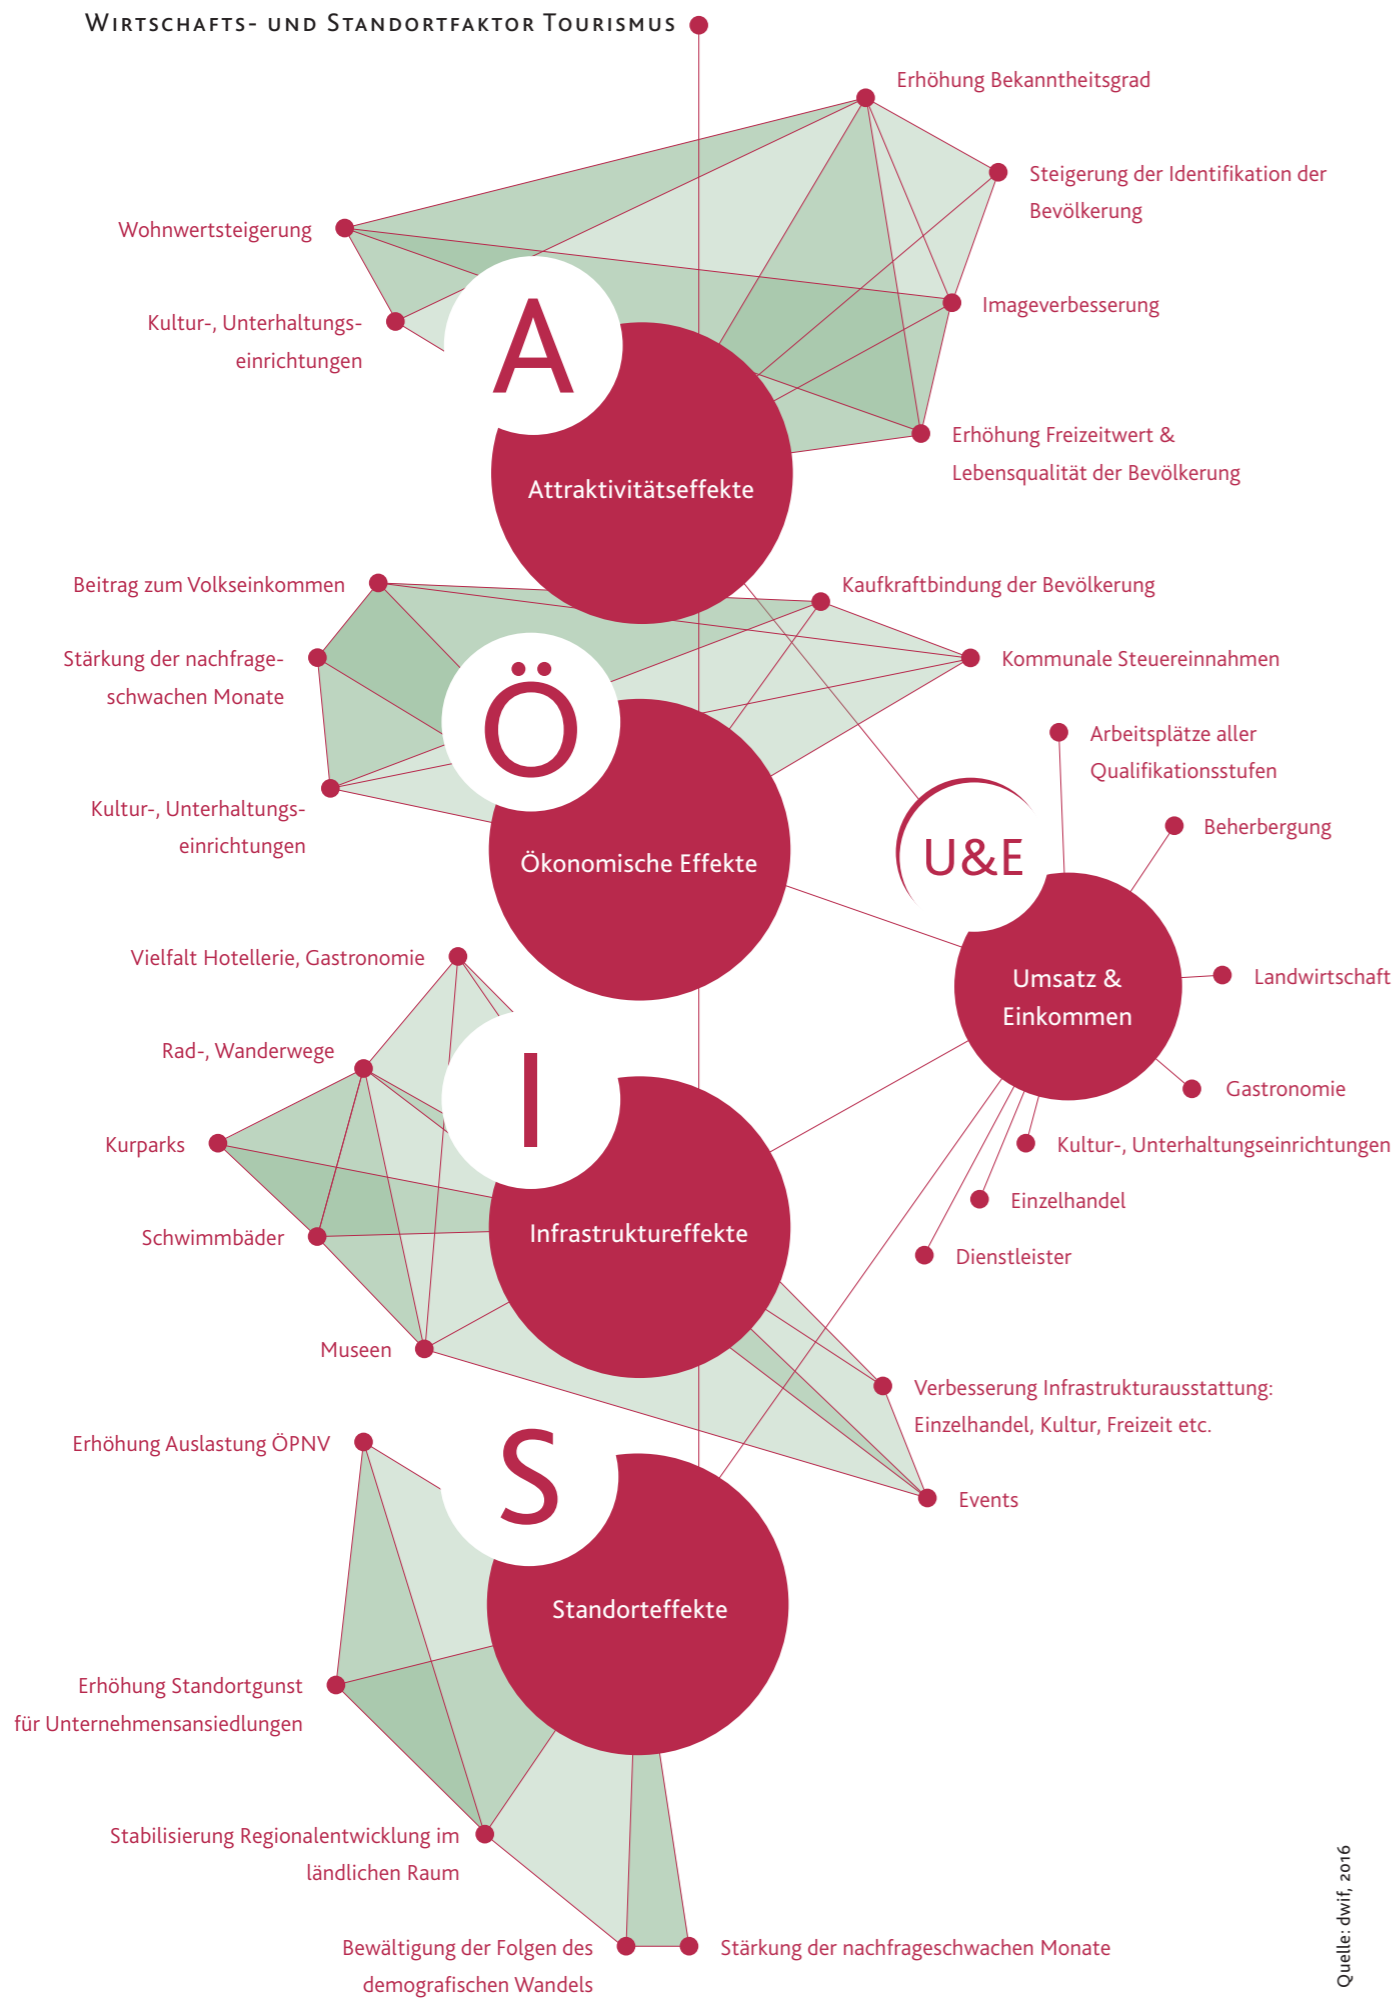 Wirtschafts- und Standortfaktor Tourismus
Erhöhung Bekanntheitsgrad
Steigerung der Identifikation der
Bevölkerung
Wohnwertsteigerung
Imageverbesserung
Kultur-, Unterhaltungs-
einrichtungen
A
Erhöhung Freizeitwert &
Lebensqualität der Bevölkerung
Attraktivitätseffekte
Beitrag zum Volkseinkommen
Kaufkraftbindung der Bevölkerung
Stärkung der nachfrage-
schwachen Monate
Kommunale Steuereinnahmen
Ö
Arbeitsplätze aller
Qualifikationsstufen
Kultur-, Unterhaltungs-
einrichtungen
Beherbergung
Ökonomische Effekte
U&E
Vielfalt Hotellerie, Gastronomie
Umsatz &
Einkommen
Landwirtschaft
Rad-, Wanderwege
I
Gastronomie
Kurparks
Kultur-, Unterhaltungseinrichtungen
Einzelhandel
Schwimmbäder
Infrastruktureffekte
Dienstleister
Museen
Verbesserung Infrastrukturausstattung:
Einzelhandel, Kultur, Freizeit etc.
Erhöhung Auslastung ÖPNV
S
Events
Standorteffekte
Erhöhung Standortgunst
für Unternehmensansiedlungen
Stabilisierung Regionalentwicklung im
ländlichen Raum
Bewältigung der Folgen des
demografischen Wandels
Stärkung der nachfrageschwachen Monate
Quelle: dwif, 2016